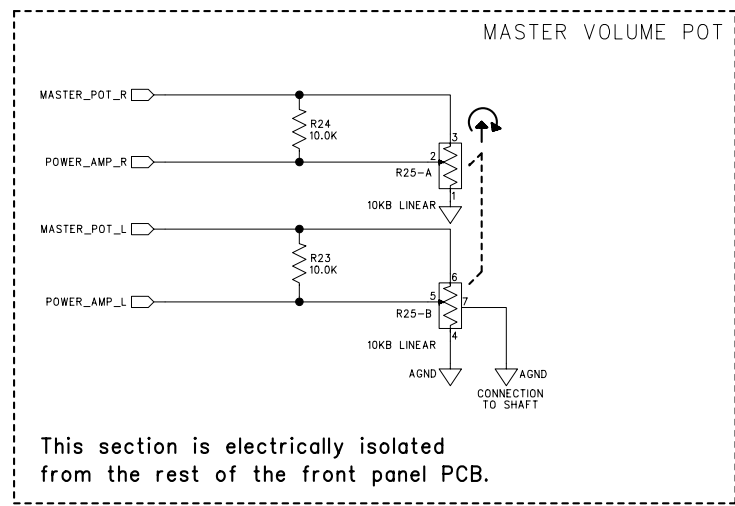 MASTER VOLUME POT
MASTER_POT_R
R24
10.0K
3
POWER_AMP_R
2
R25-A
1
10KB LINEAR
MASTER_POT_L
R23
10.0K
6
POWER_AMP_L
5
7
R25-B
4
10KB LINEAR
AGND
AGND
CONNECTION
TO SHAFT
This section is electrically isolated
from the rest of the front panel PCB.